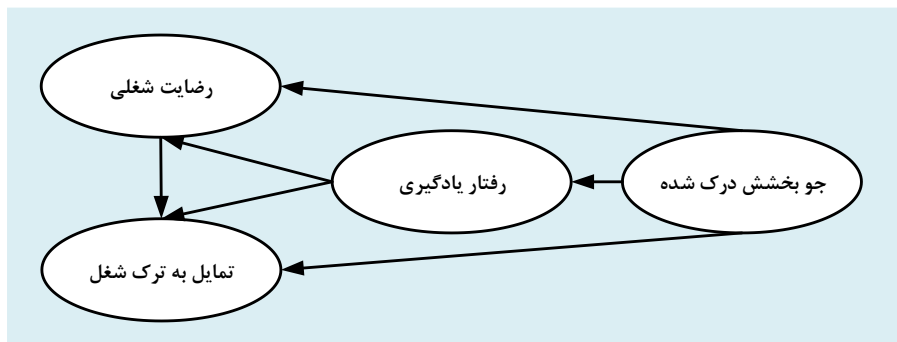 رضایت شغلی
جو بخشش درک شده
رفتار یادگیری
تمایل به ترک شغل